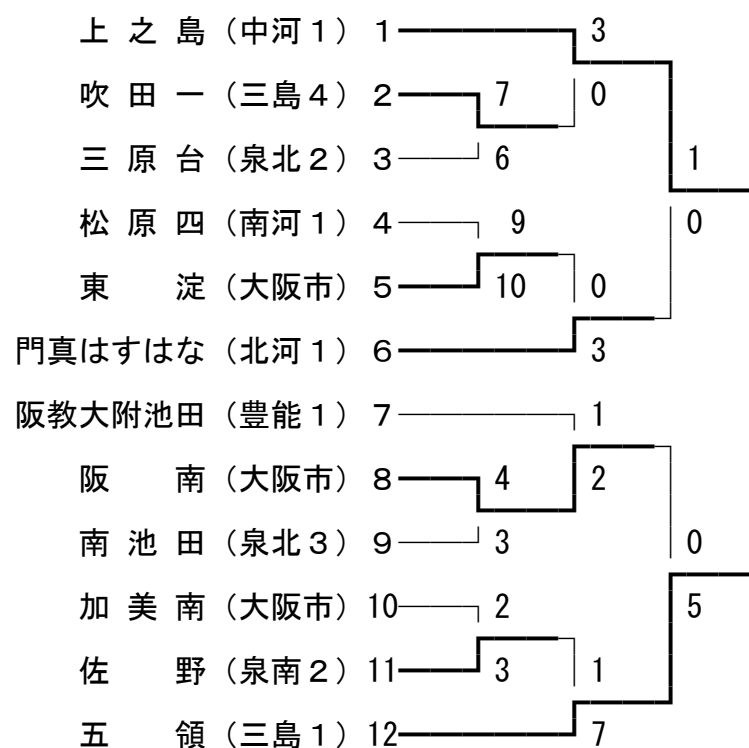 上之島（中河１）１ 3
吹田一（三島４）２ 7 0
三原台（泉北２）３ 6 1
松原四（南河１）４ 9 0
東淀（大阪市）５ 10 0
門真はすはな（北河１）６ 3
阪教大附池田（豊能１）７ 1
阪南（大阪市）８ 4 2
南池田（泉北３）９ 3 0
加美南（大阪市）10 2 5
佐野（泉南２）11 3 1
五領（三島１）12 7